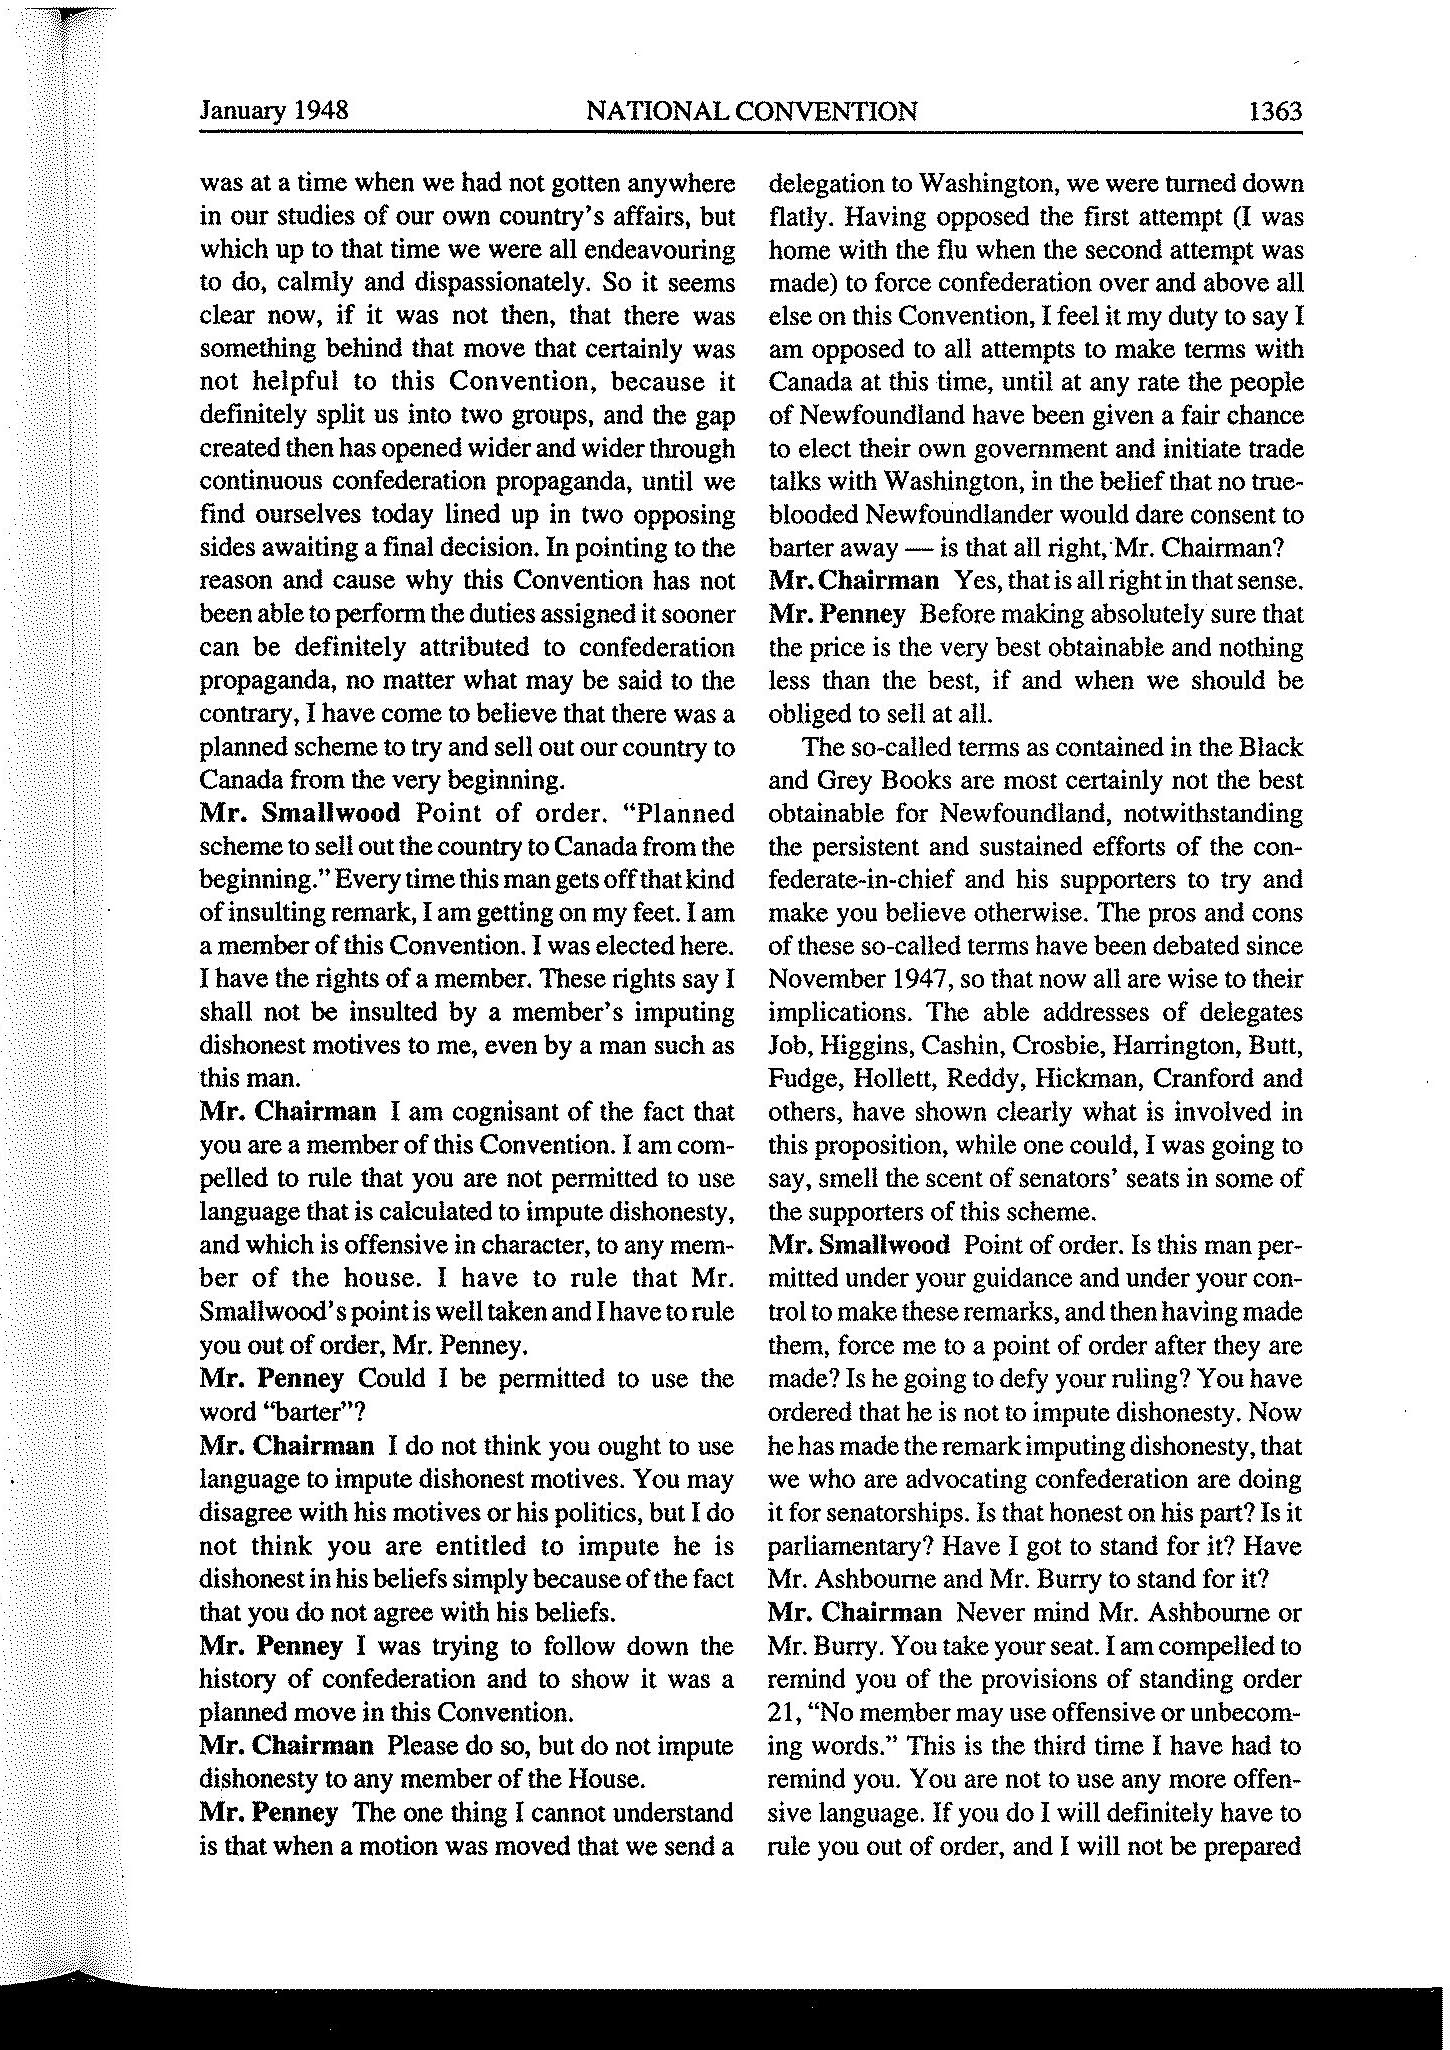 January 1948
NATIONAL CONVENTION
1363
was at a time when we had not gotten anywhere
in our studies of our own country's affairs, but
which up to that time we were all endeavouring
to do, calmly and dispassionately. So it seems
clear now, if it was not then, that there was
something behind that move that certainly was
not helpful to this Convention, because it
definitely split us into two groups, and the gap
created then has opened wider and wider through
continuous confederation propaganda, until we
find ourselves today lined up in two opposing
sides awaiting a final decision. In pointing to the
reason and cause why this Convention has not
been able to perform the duties assigned it sooner
can be definitely attributed to confederation
propaganda, no matter what may be said to the
contrary, I have come to believe that there was a
planned scheme to try and sell out our country to
Canada from the very beginning.
Mr. Smallwood Point of order. "Planned
scheme to sell out the country to Canada from the
beginning." Every time this man gets off that kind
of insulting remark, I am getting on my feet. I am
a member of this Convention. I was elected here.
I have the rights of a member. These rights say I
shall not be insulted by a member's imputing
dishonest motives to me, even by a man such as
this man.
Mr. Chairman I am cognisant of the fact that
you are a member of this Convention. I am com-
pelled to rule that you are not permitted to use
language that is calculated to impute dishonesty,
and which is offensive in character, to any mem-
ber of the house. I have to rule that Mr.
Smallwood's point is well taken and I have to rule
you out of order, Mr. Penney.
Mr. Penney Could I be permitted to use the
word "barter"?
Mr. Chairman I do not think you ought to use
language to impute dishonest motives. You may
disagree with his motives or his politics, but I do
not think you are entitled to impute he is
dishonest in his beliefs simply because of the fact
that you do not agree with his beliefs.
Mr. Penney I was trying to follow down the
history of confederation and to show it was a
planned move in this Convention.
Mr. Chairman Please do so, but do not impute
dishonesty to any member of the House.
Mr. Penney The one thing I cannot understand
is that when a motion was moved that we send a
delegation to Washington, we were turned down
flatly. Having opposed the first attempt (I was
home with the flu when the second attempt was
made) to force confederation over and above all
else on this Convention, I feel it my duty to say I
am opposed to all attempts to make terms with
Canada at this time, until at any rate the people
of Newfoundland have been given a fair chance
to elect their own government and initiate trade
talks with Washington, in the belief that no true-
blooded Newfoundlander would dare consent to
barter away — is that all right, Mr. Chairman?
Mr. Chairman Yes, that is all right in that sense.
Mr. Penney Before making absolutely sure that
the price is the very best obtainable and nothing
less than the best, if and when we should be
obliged to sell at all.
The so-called terms as contained in the Black
and Grey Books are most certainly not the best
obtainable for Newfoundland, notwithstanding
the persistent and sustained efforts of the con-
federate-in-chief and his supporters to try and
make you believe otherwise. The pros and cons
of these so-called terms have been debated since
November 1947, so that now all are wise to their
implications. The able addresses of delegates
Job, Higgins, Cashin, Crosbie, Harrington, Butt,
Fudge, Hollett, Reddy, Hickman, Cranford and
others, have shown clearly what is involved in
this proposition, while one could, I was going to
say, smell the scent of senators' seats in some of
the supporters of this scheme.
Mr. Smallwood Point of order. Is this man per-
mitted under your guidance and under your con-
trol to make these remarks, and then having made
them, force me to a point of order after they are
made? Is he going to defy your ruling? You have
ordered that he is not to impute dishonesty. Now
he has made the remark imputing dishonesty, that
we who are advocating confederation are doing
it for senatorships. Is that honest on his part? Is it
parliamentary? Have I got to stand for it? Have
Mr. Ashbourne and Mr. Burry to stand for it?
Mr. Chairman Never mind Mr. Ashbourne or
Mr. Burry. You take your seat. I am compelled to
remind you of the provisions of standing order
21, "No member may use offensive or unbecom-
ing words." This is the third time I have had to
remind you. You are not to use any more offen-
sive language. If you do I will definitely have to
rule you out of order, and I will not be prepared